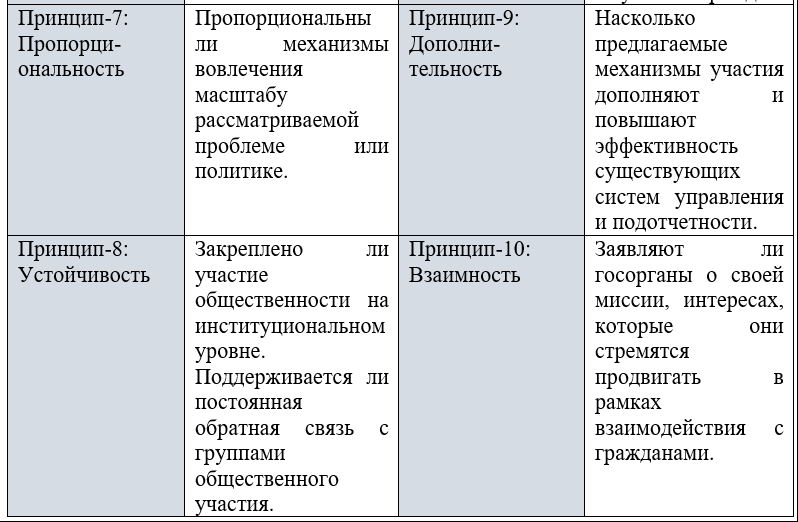 Принцип-7:
Пропорци-
ональность
Пропорциональны
ли механизмы
вовлечения
масштабу
рассматриваемой
проблеме или
политике.
Принцип-9:
Дополни-
тельность
Насколько
предлагаемые
механизмы участия
дополняют и
повышают
эффективность
существующих
систем управления
и подотчетности.
Принцип-8:
Устойчивость
Закреплено ли
участие
общественности на
институциональном
уровне.
Поддерживается ли
постоянная
обратная связь с
группами
общественного
участия.
Принцип-10:
Взаимность
Заявляют ли
госорганы о своей
миссии, интересах,
которые они
стремятся
продвигать в
рамках
взаимодействия с
гражданами.